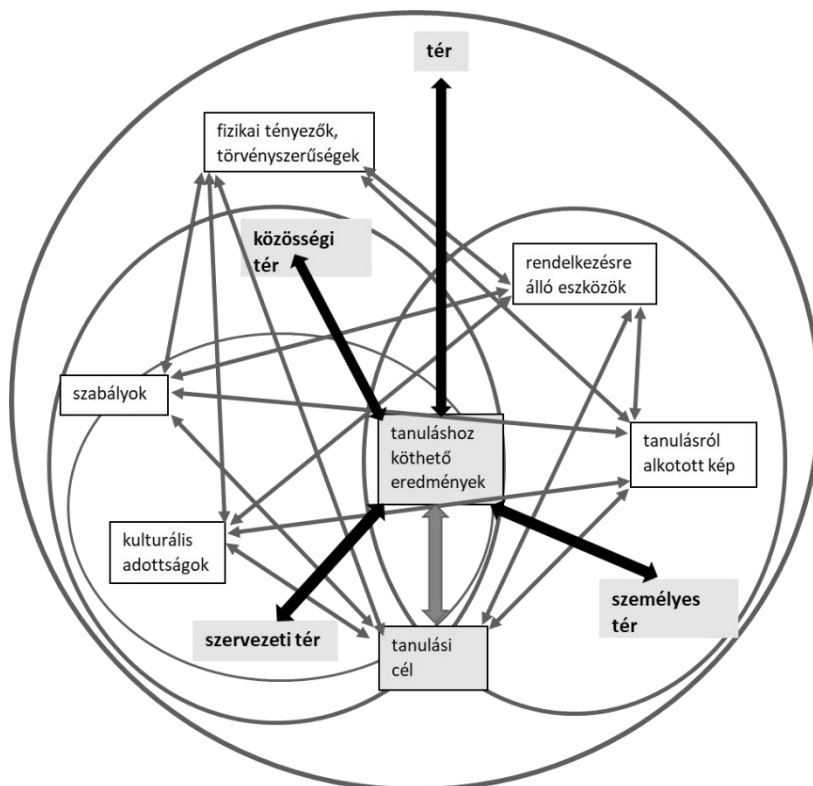 tér
fizikai tényezők,
törvényszerűségek
közösségi
tér
rendelkezésre
álló eszközök
szabályok
tanuláshoz
köthető
eredmények
tanulásról
alkotott kép
kulturális
adottságok
személyes
tér
szervezeti tér
tanulási
cél